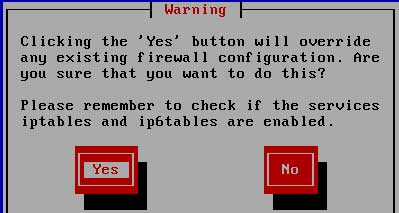 Warning
Clicking the 'Yes' button will override
any existing firewall configuration. Are
you sure that you want to do this?
Please remember to check if the services
iptables and ip6tables are enabled.
Yes No